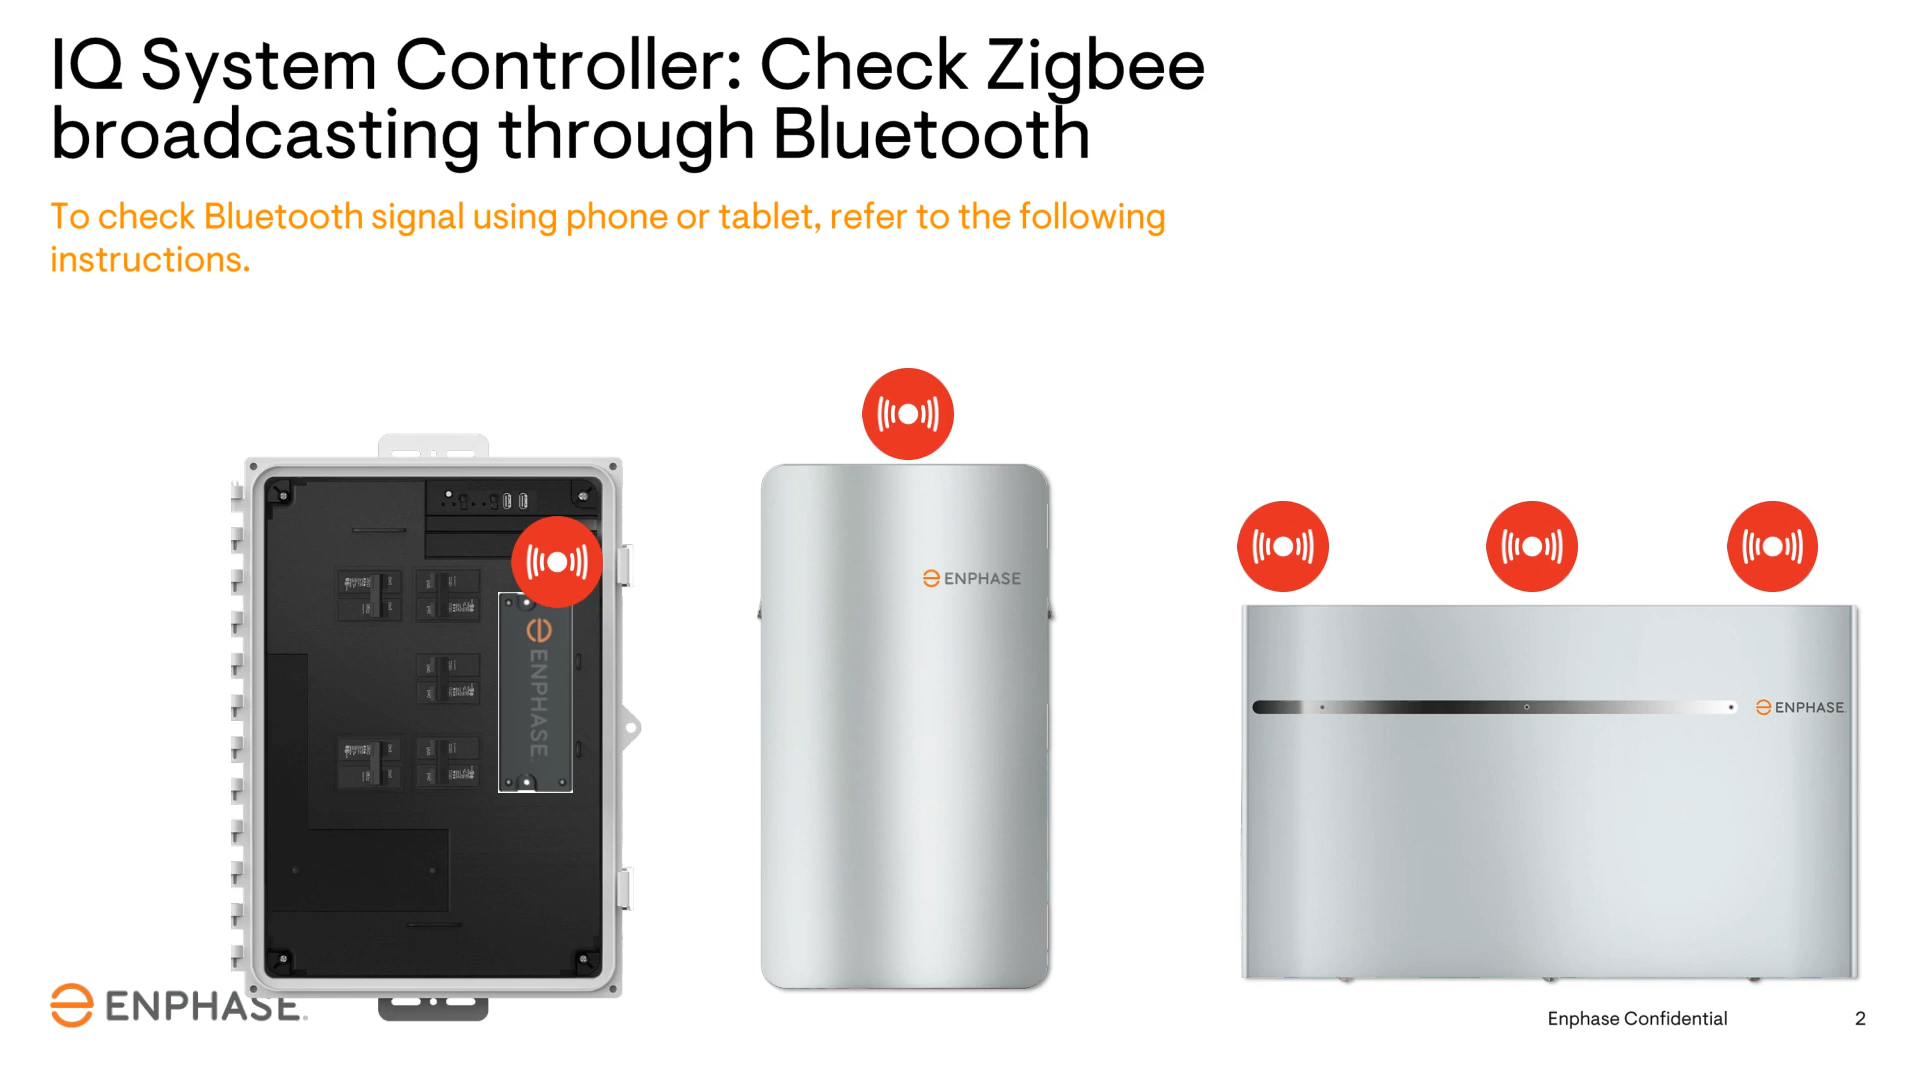 IQ System Controller: Check Zigbee
broadcasting through Bluetooth
To check Bluetooth signal using phone or tablet, refer to the following
instructions.
ENPHASE
ENPHASE
ENPHASE
ENPHASE.
Enphase Confidential
2